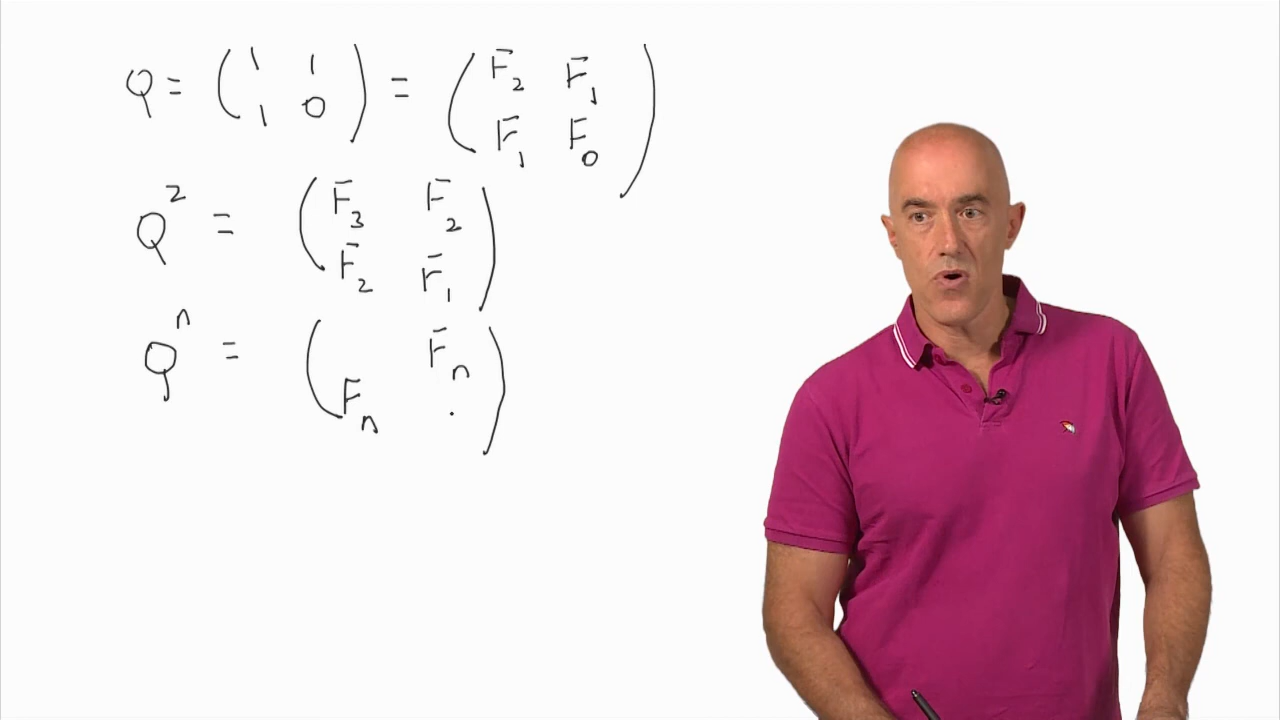 Q = ( 1 1 ) = ( F₂ F₁ )
1 0 F₁ F₀
Q² = ( F₃ F₂ )
F₂ F₁
Qⁿ = ( Fₙ )
Fₙ .